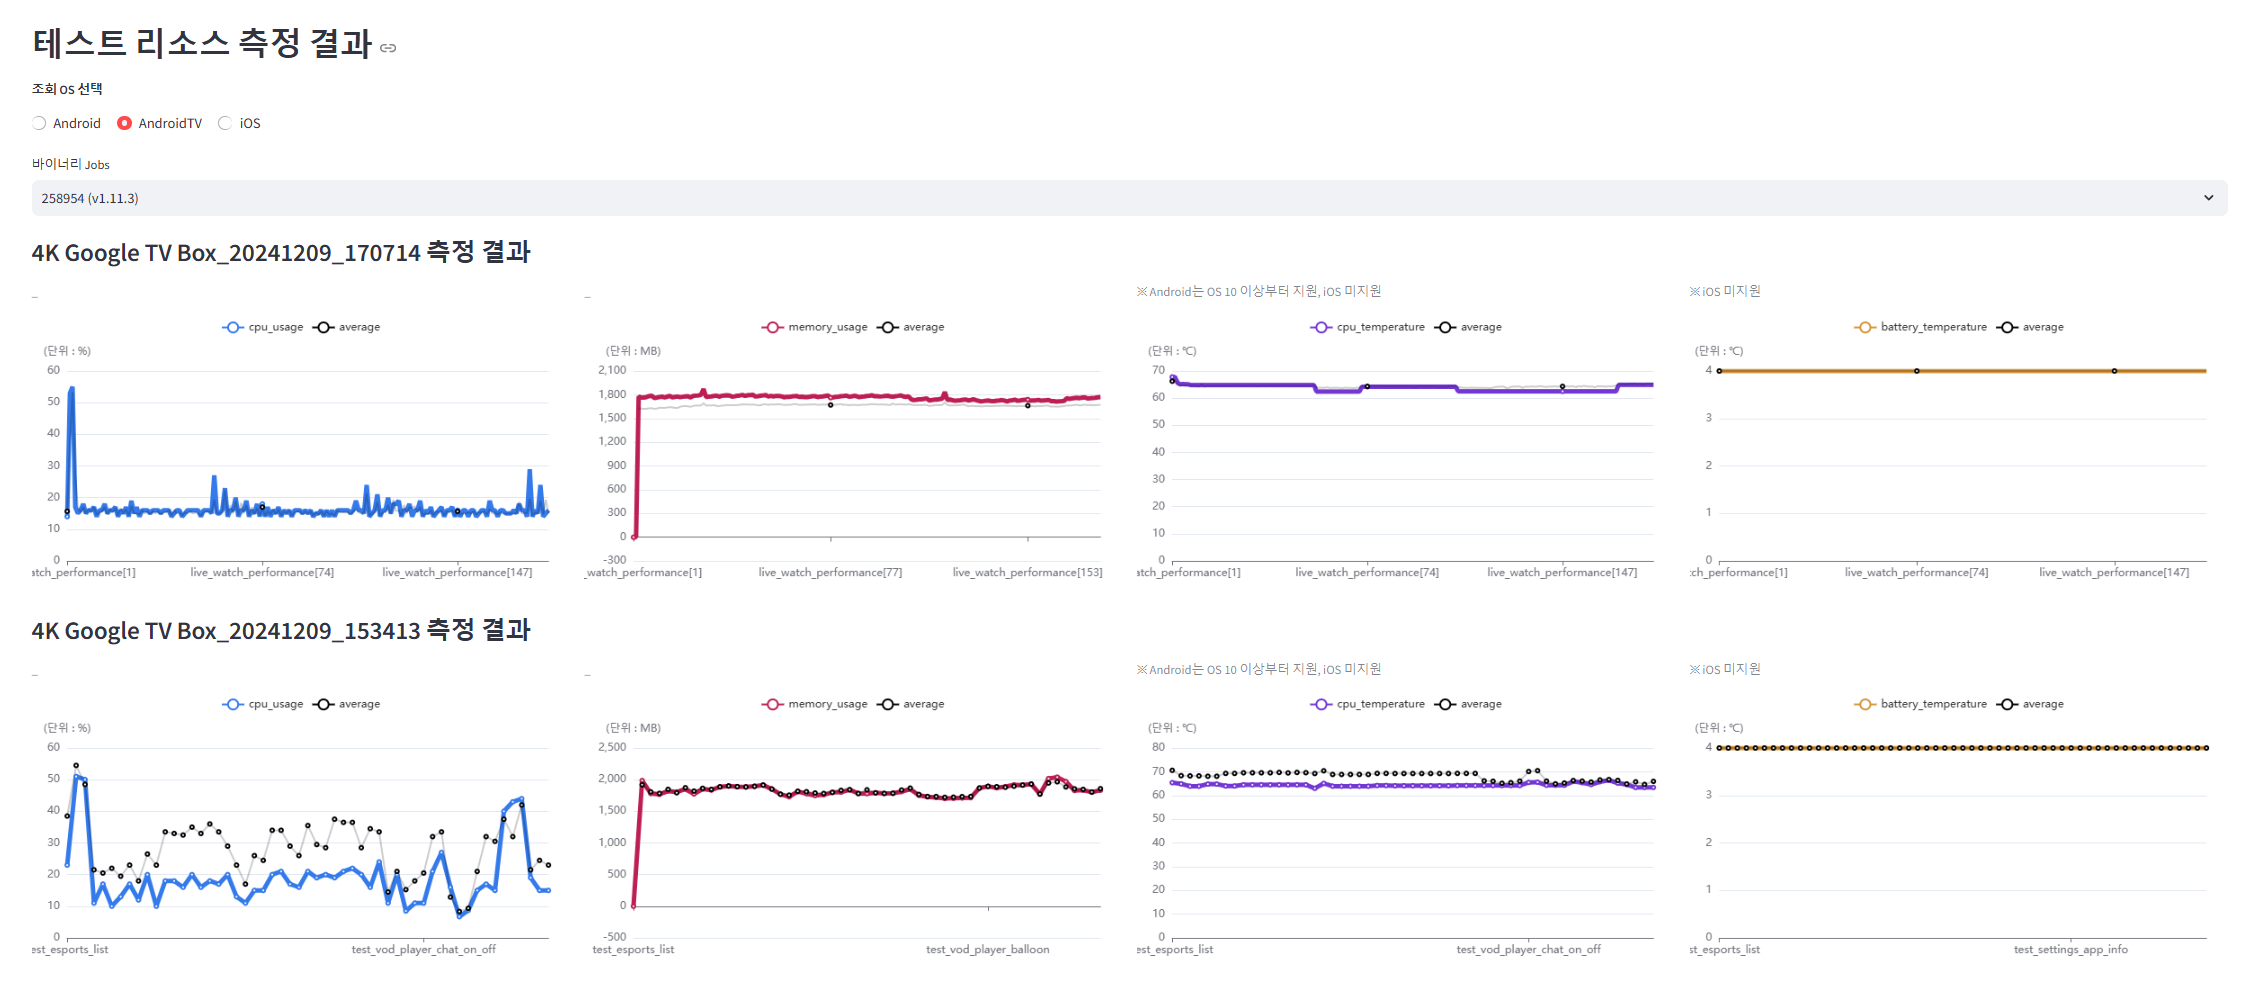 테스트 리소스 측정 결과
조회 OS 선택
Android AndroidTV iOS
바이너리 Jobs
258954 (v1.11.3)
4K Google TV Box_20241209_170714 측정 결과
–
cpu_usage average
(단위 : %)
60
50
40
30
20
10
0
atch_performance[1] live_watch_performance[74] live_watch_performance[147]
–
memory_usage average
(단위 : MB)
2,100
1,800
1,500
1,200
900
600
300
0
-300
_watch_performance[1] live_watch_performance[77] live_watch_performance[153]
※Android는 OS 10 이상부터 지원, iOS 미지원
cpu_temperature average
(단위 : ℃)
70
60
50
40
30
20
10
0
atch_performance[1] live_watch_performance[74] live_watch_performance[147]
※iOS 미지원
battery_temperature average
(단위 : ℃)
4
3
2
1
0
:ch_performance[1] live_watch_performance[74] live_watch_performance[147]
4K Google TV Box_20241209_153413 측정 결과
–
cpu_usage average
(단위 : %)
60
50
40
30
20
10
0
est_esports_list test_vod_player_chat_on_off
–
memory_usage average
(단위 : MB)
2,500
2,000
1,500
1,000
500
0
-500
test_esports_list test_vod_player_balloon
※Android는 OS 10 이상부터 지원, iOS 미지원
cpu_temperature average
(단위 : ℃)
80
70
60
50
40
30
20
10
0
est_esports_list test_vod_player_chat_on_off
※iOS 미지원
battery_temperature average
(단위 : ℃)
4
3
2
1
0
st_esports_list test_settings_app_info